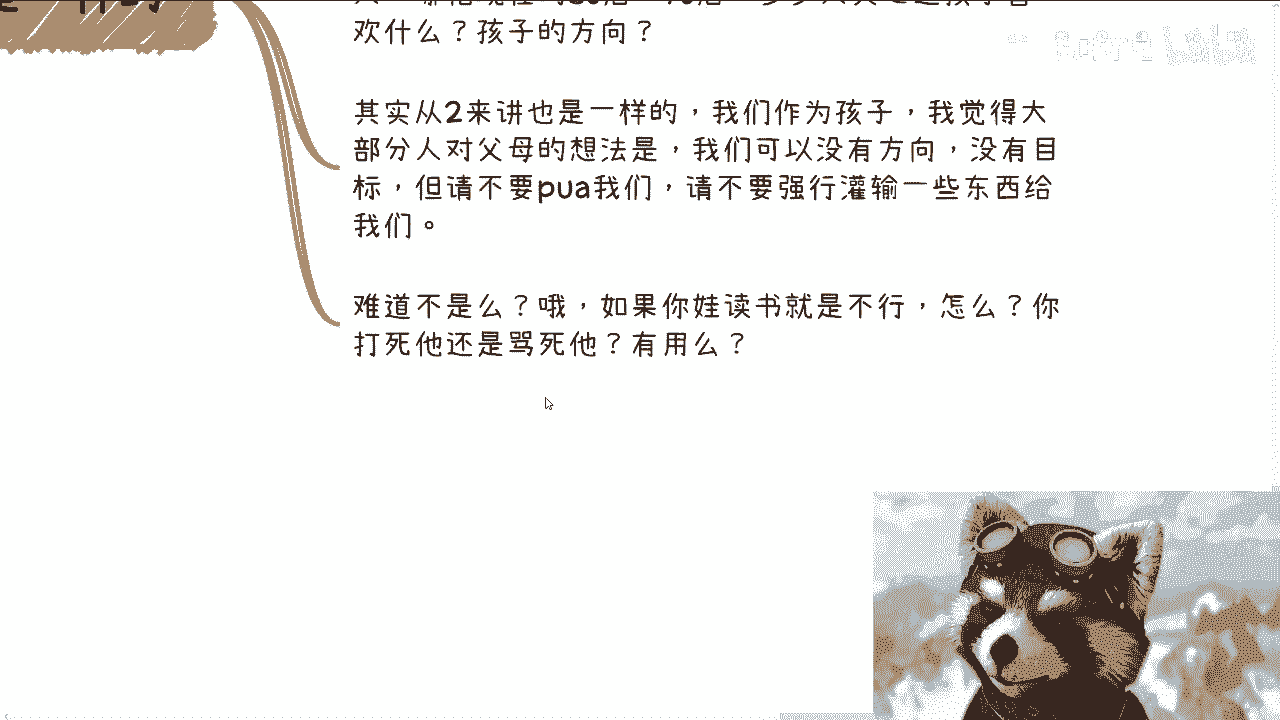 欢什么？孩子的方向？
其实从2来讲也是一样的，我们作为孩子，我觉得大
部分人对父母的想法是，我们可以没有方向，没有目
标，但请不要pua我们，请不要强行灌输一些东西给
我们。
难道不是么？哦，如果你娃读书就是不行，怎么？你
打死他还是骂死他？有用么？